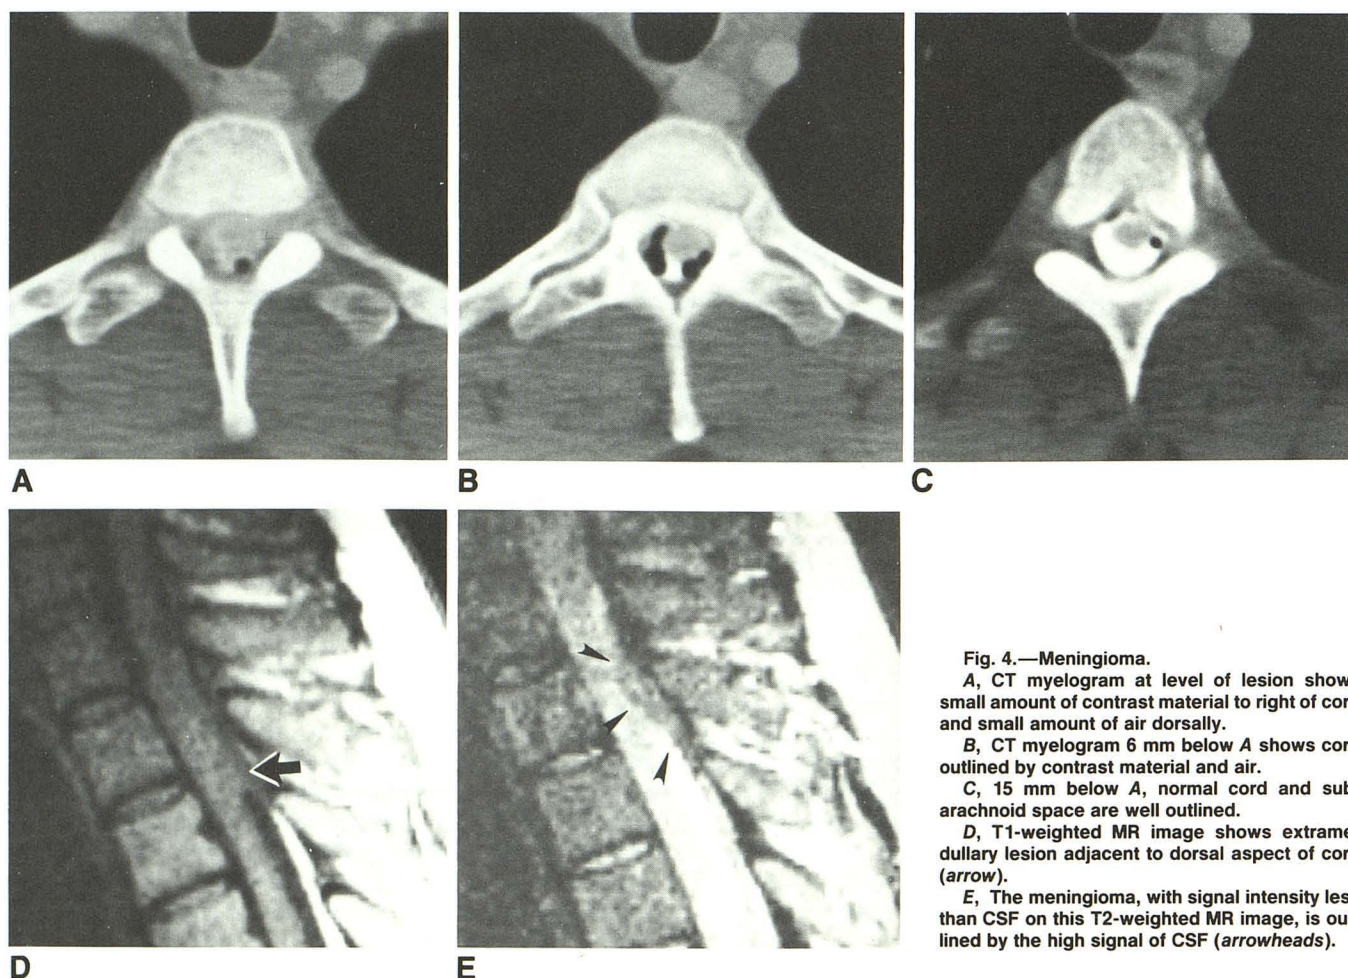 A
B
C
D
E
Fig. 4.—Meningioma.
A, CT myelogram at level of lesion show
small amount of contrast material to right of cor
and small amount of air dorsally.
B, CT myelogram 6 mm below A shows cor
outlined by contrast material and air.
C, 15 mm below A, normal cord and sub
arachnoid space are well outlined.
D, T1-weighted MR image shows extrame
dullary lesion adjacent to dorsal aspect of cor
(arrow).
E, The meningioma, with signal intensity les
than CSF on this T2-weighted MR image, is ou
lined by the high signal of CSF (arrowheads).